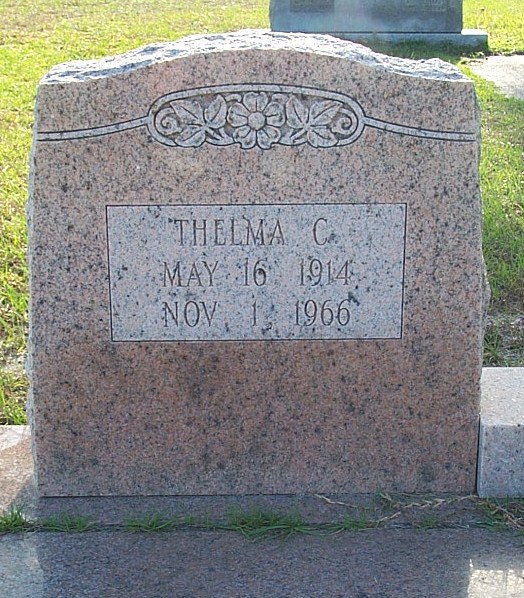 THELMA C.
MAY 16, 1914
NOV. 1, 1966